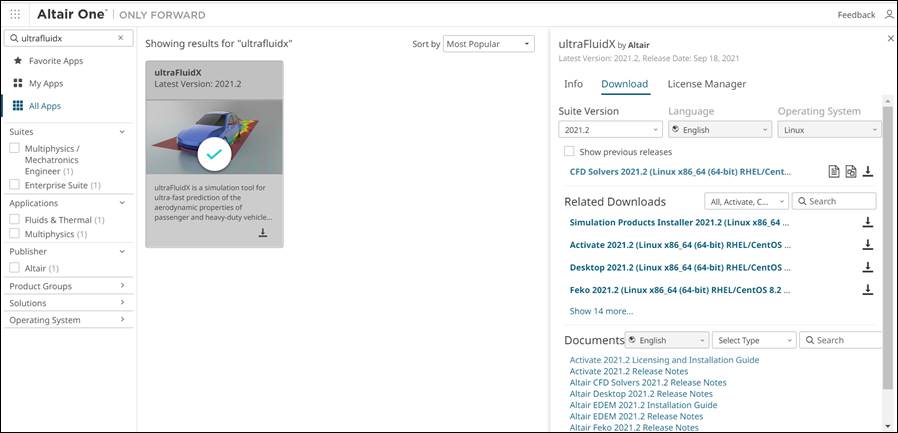 Altair One™ | ONLY FORWARD
Feedback
ultrafluidx
Favorite Apps
My Apps
All Apps
Suites
Multiphysics /
Mechatronics
Engineer (1)
Enterprise Suite (1)
Applications
Fluids & Thermal (1)
Multiphysics (1)
Publisher
Altair (1)
Product Groups
Solutions
Operating System
Showing results for "ultrafluidx"
Sort by Most Popular
ultraFluidX
Latest Version: 2021.2
ultraFluidX is a simulation tool for
ultra-fast prediction of the
aerodynamic properties of
passenger and heavy-duty vehicle...
ultraFluidX by Altair
Latest Version: 2021.2, Release Date: Sep 18, 2021
Info Download License Manager
Suite Version Language Operating System
2021.2 English Linux
Show previous releases
CFD Solvers 2021.2 (Linux x86_64 (64-bit) RHEL/Cent...
Related Downloads All, Activate, C... Search
Simulation Products Installer 2021.2 (Linux x86_64 ...
Activate 2021.2 (Linux x86_64 (64-bit) RHEL/CentOS ...
Desktop 2021.2 (Linux x86_64 (64-bit) RHEL/CentOS ...
Feko 2021.2 (Linux x86_64 (64-bit) RHEL/CentOS 8.2 ...
Show 14 more...
Documents English Select Type Search
Activate 2021.2 Licensing and Installation Guide
Activate 2021.2 Release Notes
Altair CFD Solvers 2021.2 Release Notes
Altair Desktop 2021.2 Release Notes
Altair EDEM 2021.2 Installation Guide
Altair EDEM 2021.2 Release Notes
Altair Feko 2021.2 Release Notes